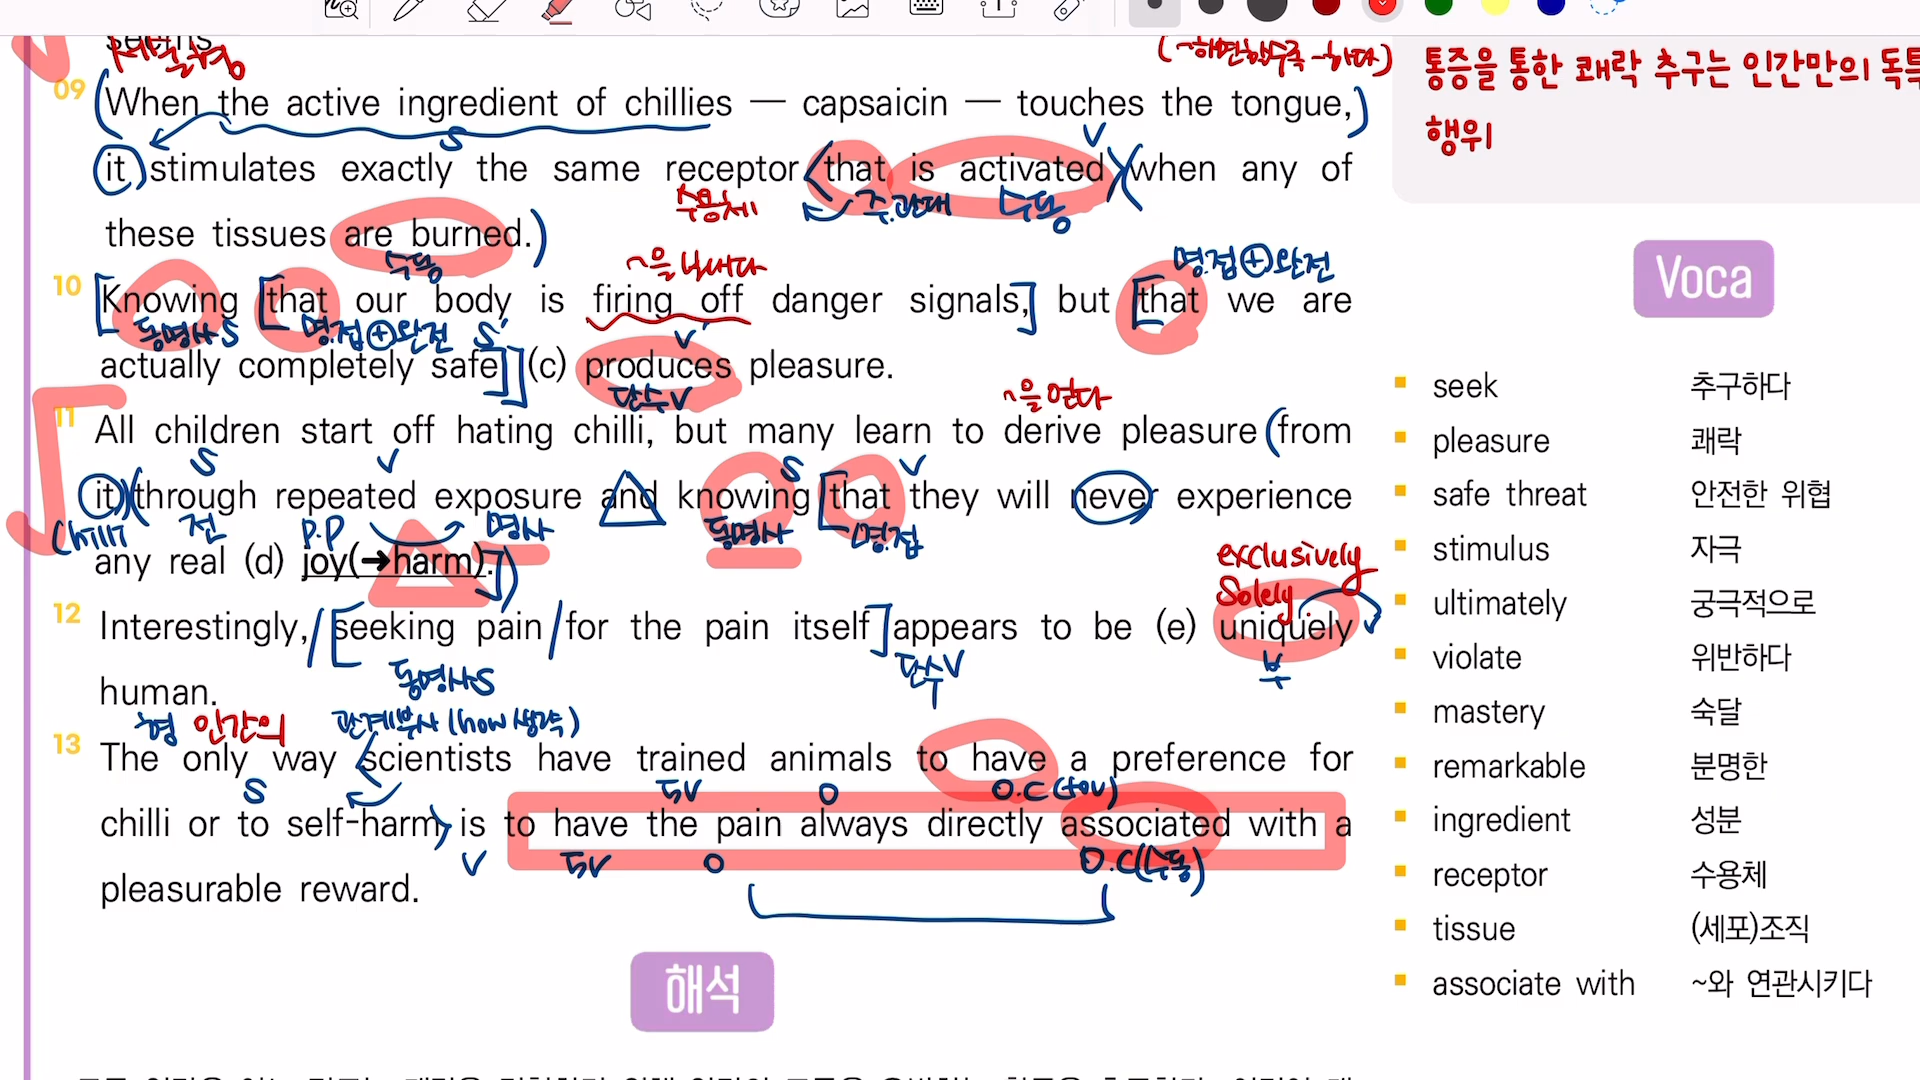 (~하면할수록 ~하다)
통증을 통한 쾌락 추구는 인간만의 독특
행위
09 When the active ingredient of chillies — capsaicin — touches the tongue,
S V
it stimulates exactly the same receptor that is activated when any of
수용체 주.관대 수동
these tissues are burned.
수동 ~을 보내다 명.접+완전
10 Knowing that our body is firing off danger signals, but that we are
동명사S 명.접+완전 S' V'
actually completely safe (c) produces pleasure.
단수V ~을 얻다
11 All children start off hating chilli, but many learn to derive pleasure from
S V S V
it through repeated exposure and knowing that they will never experience
chilli 전 P.P 명사 동명사 명.접
any real (d) joy(→harm).
exclusively
Solely
12 Interestingly, seeking pain for the pain itself appears to be (e) uniquely
동명사S 단수V 부
human.
형 인간의 관계부사 (how 생략)
13 The only way scientists have trained animals to have a preference for
S 5V O O.C (to V)
chilli or to self-harm is to have the pain always directly associated with a
V 5V O O.C(수동)
pleasurable reward.
해석
Voca
seek 추구하다
pleasure 쾌락
safe threat 안전한 위협
stimulus 자극
ultimately 궁극적으로
violate 위반하다
mastery 숙달
remarkable 분명한
ingredient 성분
receptor 수용체
tissue (세포)조직
associate with ~와 연관시키다